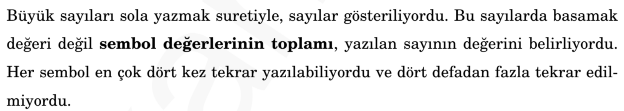 Büyük sayıları sola yazmak suretiyle, sayılar gösteriliyordu. Bu sayılarda basamak
değeri değil sembol değerlerinin toplamı, yazılan sayının değerini belirliyordu.
Her sembol en çok dört kez tekrar yazılabiliyordu ve dört defadan fazla tekrar edil-
miyordu.